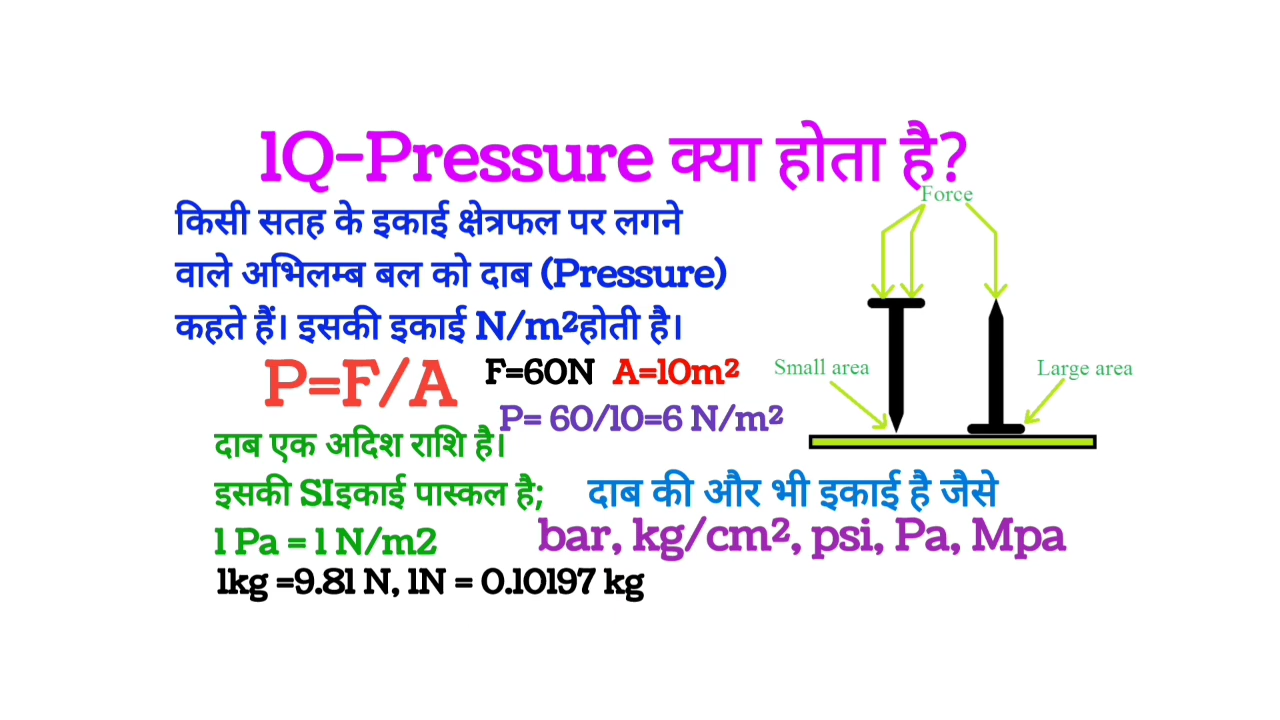 1Q-Pressure क्या होता है?
किसी सतह के इकाई क्षेत्रफल पर लगने
वाले अभिलम्ब बल को दाब (Pressure)
कहते हैं। इसकी इकाई N/m²होती है।
P=F/A
F=60N A=10m²
P= 60/10=6 N/m²
दाब एक अदिश राशि है।
इसकी SIइकाई पास्कल है;
1 Pa = 1 N/m2
1kg =9.81 N, 1N = 0.10197 kg
दाब की और भी इकाई है जैसे
bar, kg/cm², psi, Pa, Mpa
Force
Small area
Large area